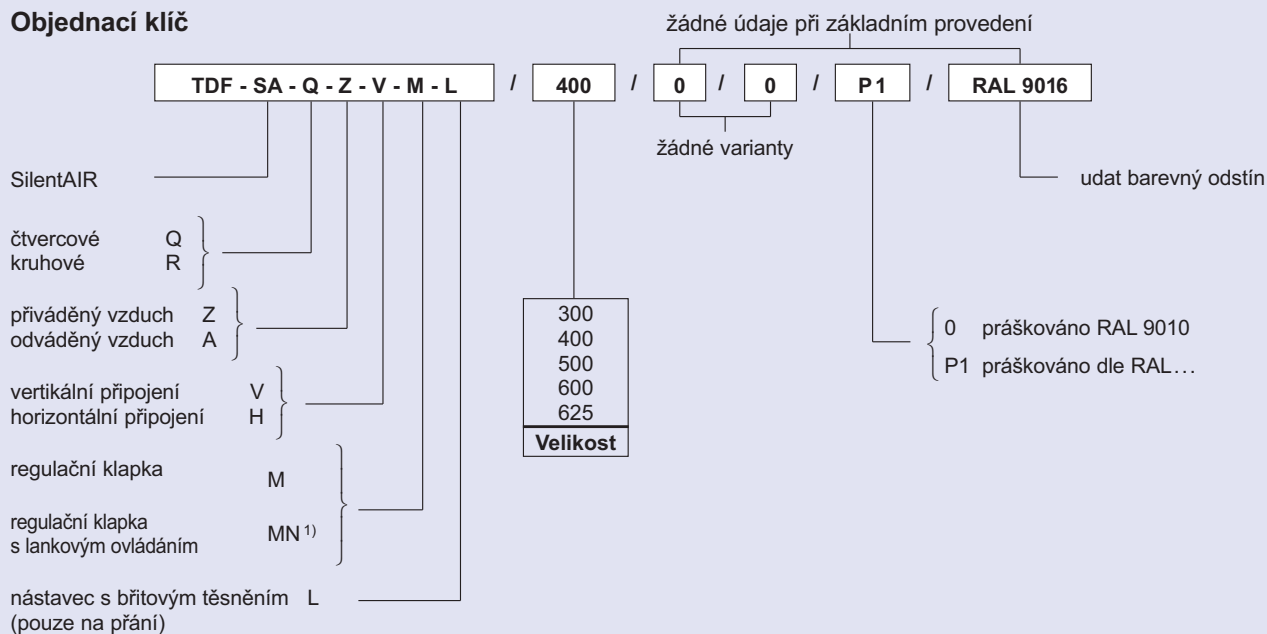 Objednací klíč
žádné údaje při základním provedení
TDF - SA - Q - Z - V - M - L / 400 / 0 / 0 / P1 / RAL 9016
žádné varianty
SilentAIR
udat barevný odstín
čtvercové Q
kruhové R
přiváděný vzduch Z
odváděný vzduch A
vertikální připojení V
horizontální připojení H
regulační klapka M
regulační klapka
s lankovým ovládáním MN 1)
nástavec s břitovým těsněním L
(pouze na přání)
300
400
500
600
625
Velikost
0 práškováno RAL 9010
P1 práškováno dle RAL...